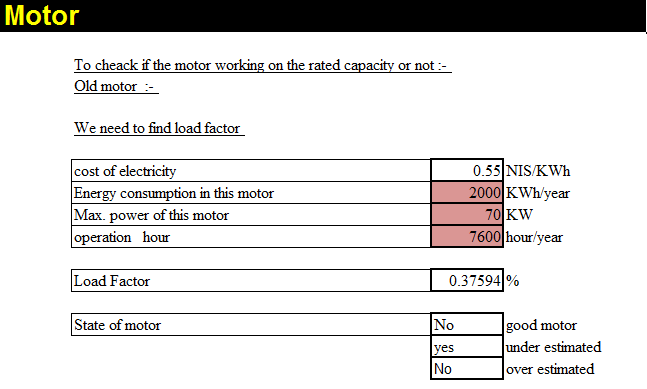 Motor
To cheack if the motor working on the rated capacity or not :-
Old motor :-
We need to find load factor
cost of electricity 0.55 NIS/KWh
Energy consumption in this motor 2000 KWh/year
Max. power of this motor 70 KW
operation hour 7600 hour/year
Load Factor 0.37594 %
State of motor No good motor
yes under estimated
No over estimated